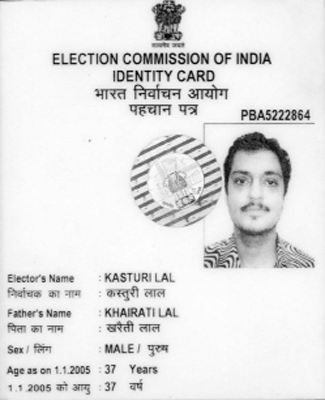 सत्यमेव जयते
ELECTION COMMISSION OF INDIA
IDENTITY CARD
भारत निर्वाचन आयोग
पहचान पत्र
PBA5222864
Elector's Name : KASTURI LAL
निर्वाचक का नाम : कस्तुरी लाल
Father's Name : KHAIRATI LAL
पिता का नाम : खरैती लाल
Sex / लिंग : MALE / पुरुष
Age as on 1.1.2005 : 37 Years
1.1.2005 को आयु : 37 वर्ष